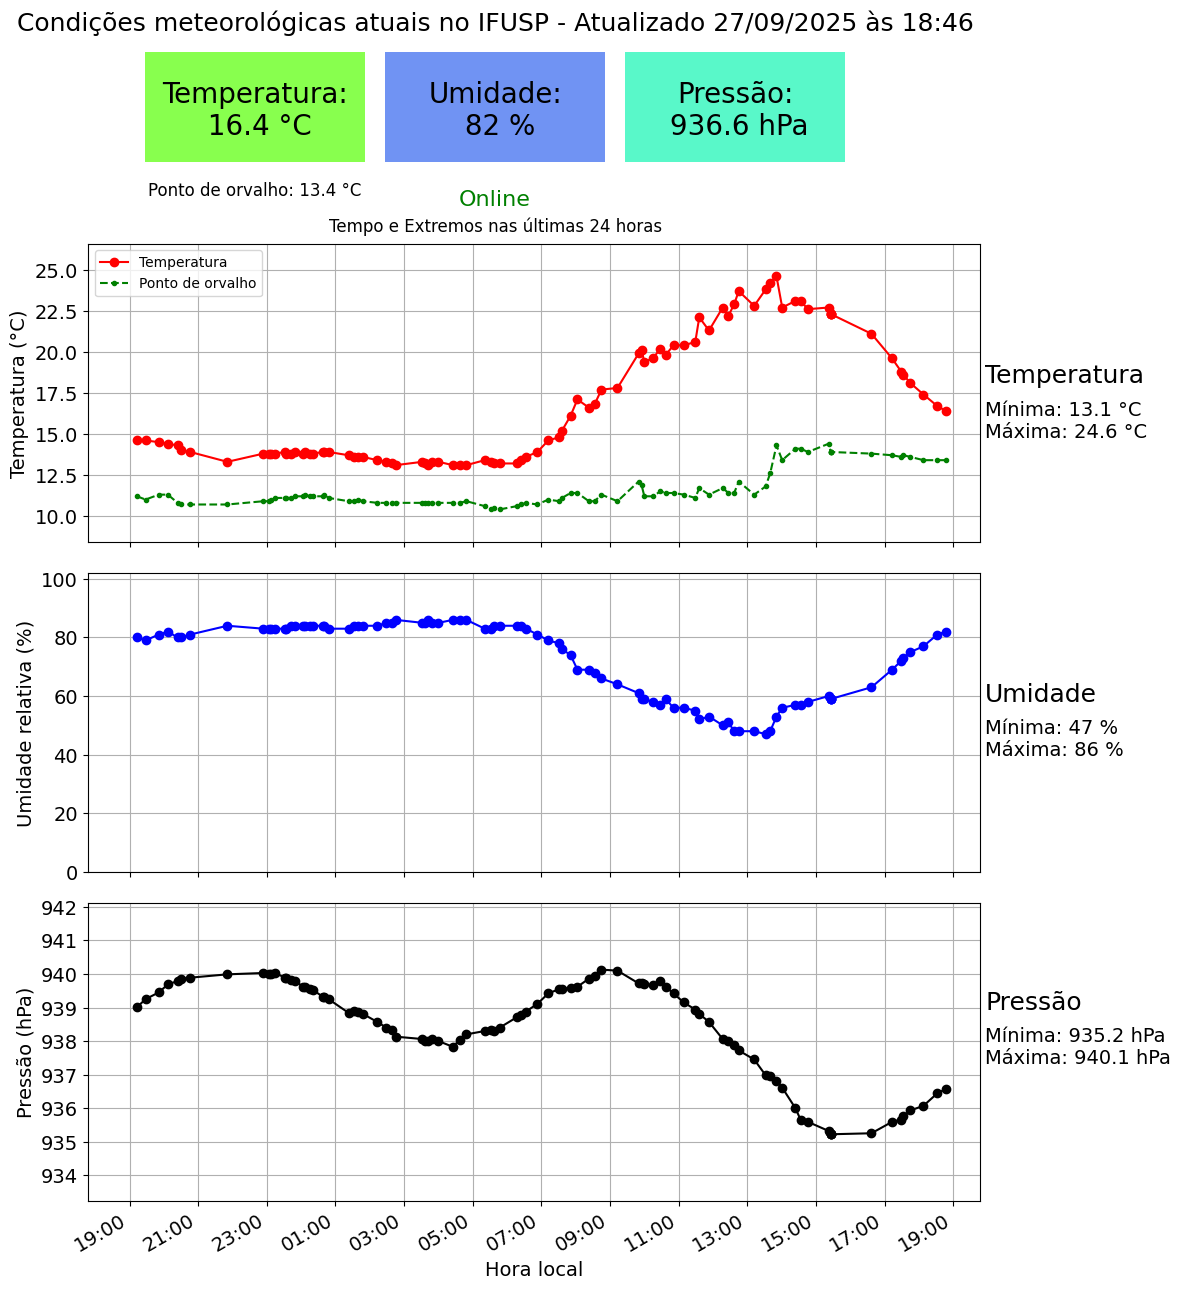 Condições meteorológicas atuais no IFUSP - Atualizado 27/09/2025 às 18:46
Temperatura:
16.4 °C
Umidade:
82 %
Pressão:
936.6 hPa
Ponto de orvalho: 13.4 °C
Online
Tempo e Extremos nas últimas 24 horas
Temperatura
Ponto de orvalho
Temperatura (°C)
25.0
22.5
20.0
17.5
15.0
12.5
10.0
Temperatura
Mínima: 13.1 °C
Máxima: 24.6 °C
Umidade relativa (%)
100
80
60
40
20
0
Umidade
Mínima: 47 %
Máxima: 86 %
Pressão (hPa)
942
941
940
939
938
937
936
935
934
Pressão
Mínima: 935.2 hPa
Máxima: 940.1 hPa
19:00 21:00 23:00 01:00 03:00 05:00 07:00 09:00 11:00 13:00 15:00 17:00 19:00
Hora local